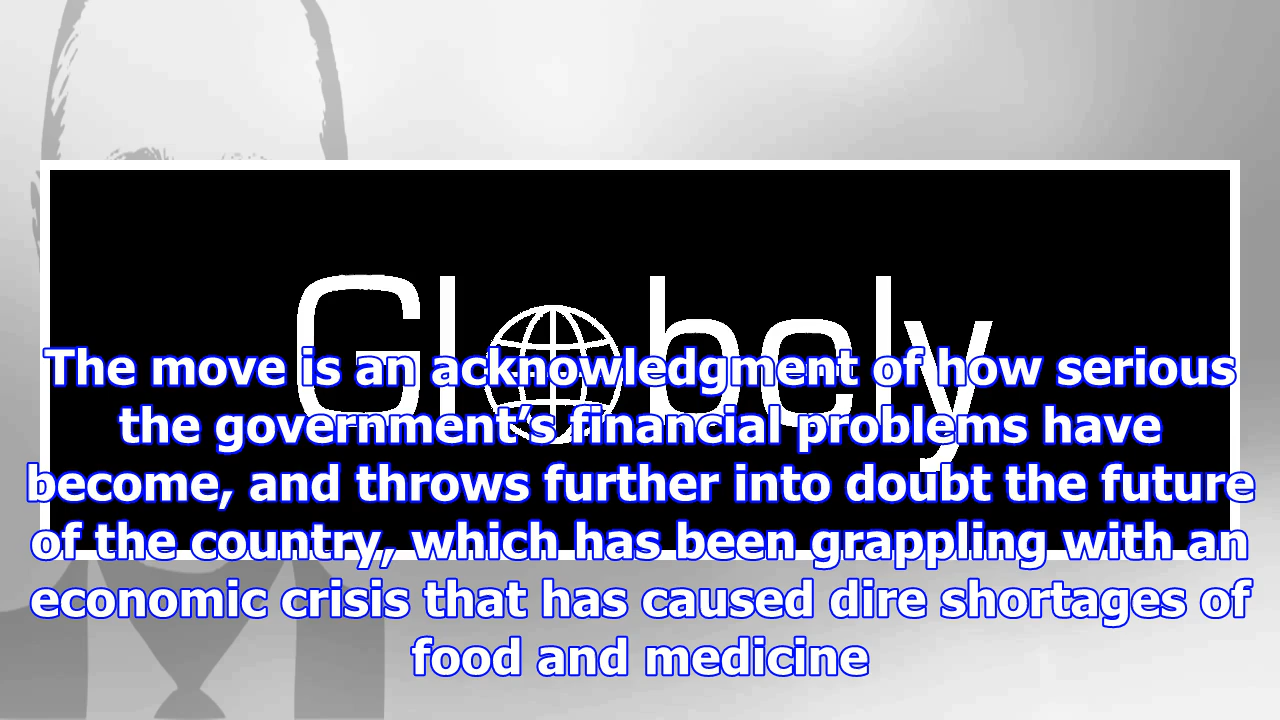 Globely
The move is an acknowledgment of how serious
the government’s financial problems have
become, and throws further into doubt the future
of the country, which has been grappling with an
economic crisis that has caused dire shortages of
food and medicine